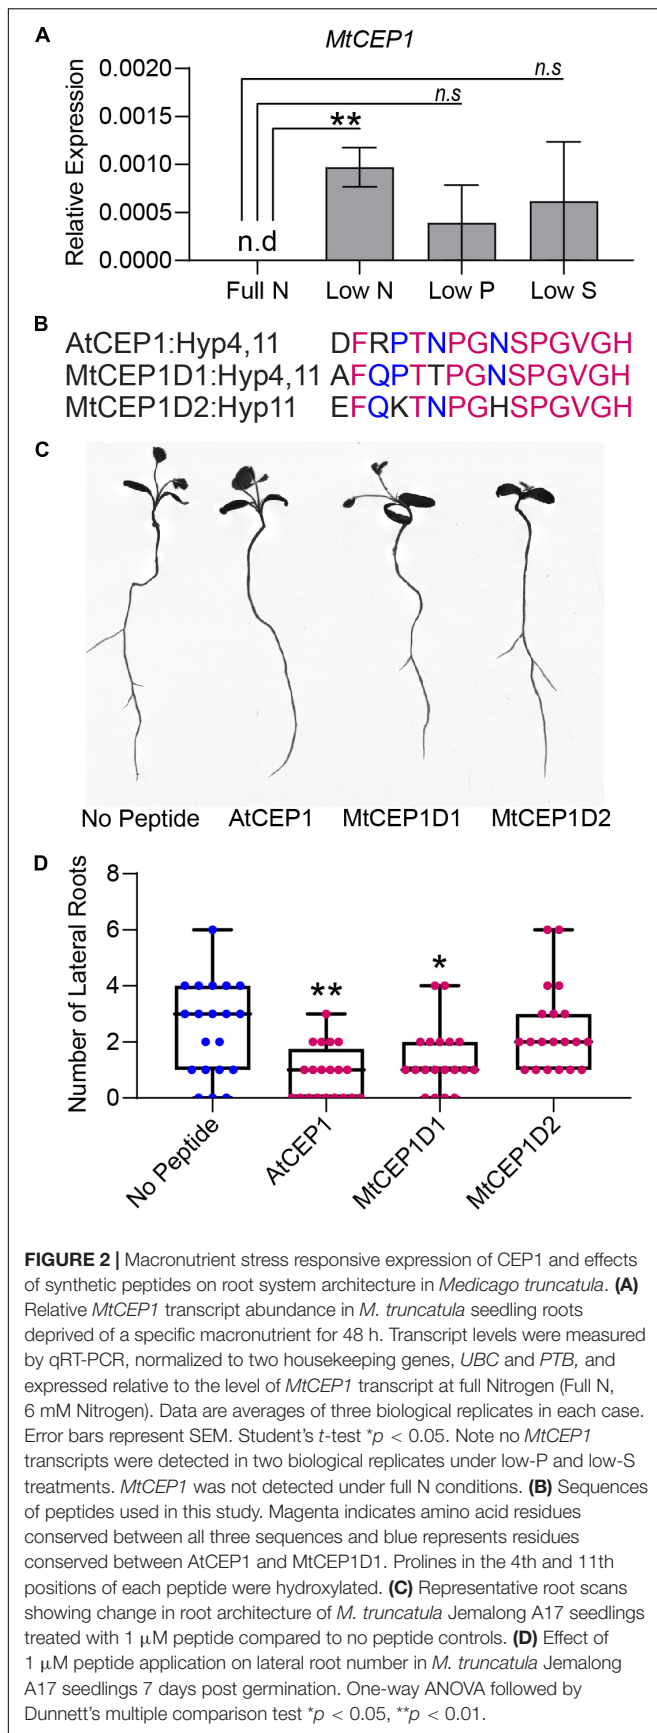 A
MtCEP1
Relative Expression
0.0020
0.0015
0.0010
0.0005
0.0000
n.s
n.s
**
n.d
Full N
Low N
Low P
Low S
B
AtCEP1:Hyp4,11 DFRPTNPGNSPGVGH
MtCEP1D1:Hyp4,11 AFQPTTPGNSPGVGH
MtCEP1D2:Hyp11 EFQKTNPGHSPGVGH
C
No Peptide
AtCEP1
MtCEP1D1
MtCEP1D2
D
Number of Lateral Roots
8
6
4
2
0
**
*
No Peptide
AtCEP1
MtCEP1D1
MtCEP1D2
FIGURE 2 | Macronutrient stress responsive expression of CEP1 and effects
of synthetic peptides on root system architecture in Medicago truncatula. (A)
Relative MtCEP1 transcript abundance in M. truncatula seedling roots
deprived of a specific macronutrient for 48 h. Transcript levels were measured
by qRT-PCR, normalized to two housekeeping genes, UBC and PTB, and
expressed relative to the level of MtCEP1 transcript at full Nitrogen (Full N,
6 mM Nitrogen). Data are averages of three biological replicates in each case.
Error bars represent SEM. Student's t-test *p < 0.05. Note no MtCEP1
transcripts were detected in two biological replicates under low-P and low-S
treatments. MtCEP1 was not detected under full N conditions. (B) Sequences
of peptides used in this study. Magenta indicates amino acid residues
conserved between all three sequences and blue represents residues
conserved between AtCEP1 and MtCEP1D1. Prolines in the 4th and 11th
positions of each peptide were hydroxylated. (C) Representative root scans
showing change in root architecture of M. truncatula Jemalong A17 seedlings
treated with 1 μM peptide compared to no peptide controls. (D) Effect of
1 μM peptide application on lateral root number in M. truncatula Jemalong
A17 seedlings 7 days post germination. One-way ANOVA followed by
Dunnett's multiple comparison test *p < 0.05, **p < 0.01.